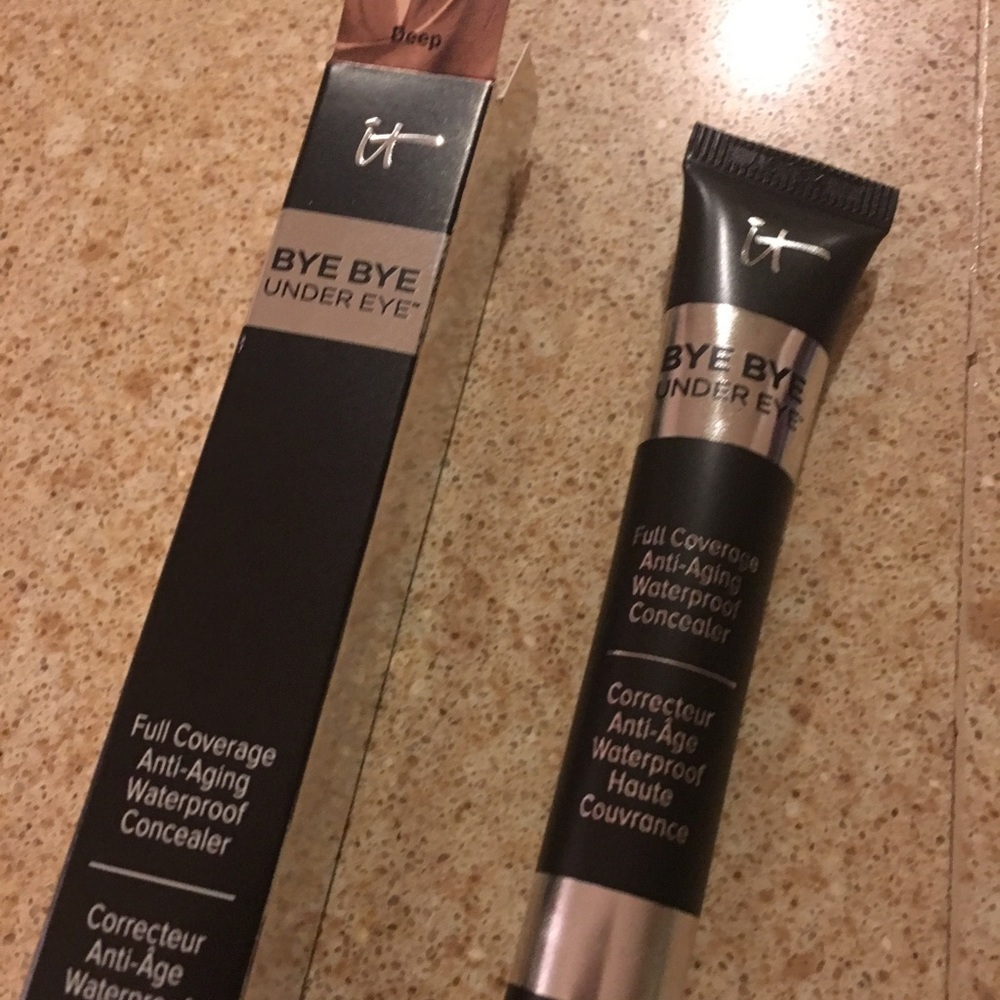 Deep
it
BYE BYE
UNDER EYE™
Full Coverage
Anti-Aging
Waterproof
Concealer
Correcteur
Anti-Âge
it
BYE BYE
UNDER EYE
Full Coverage
Anti-Aging
Waterproof
Concealer
Correcteur
Anti-Âge
Waterproof
Haute
Couvrance